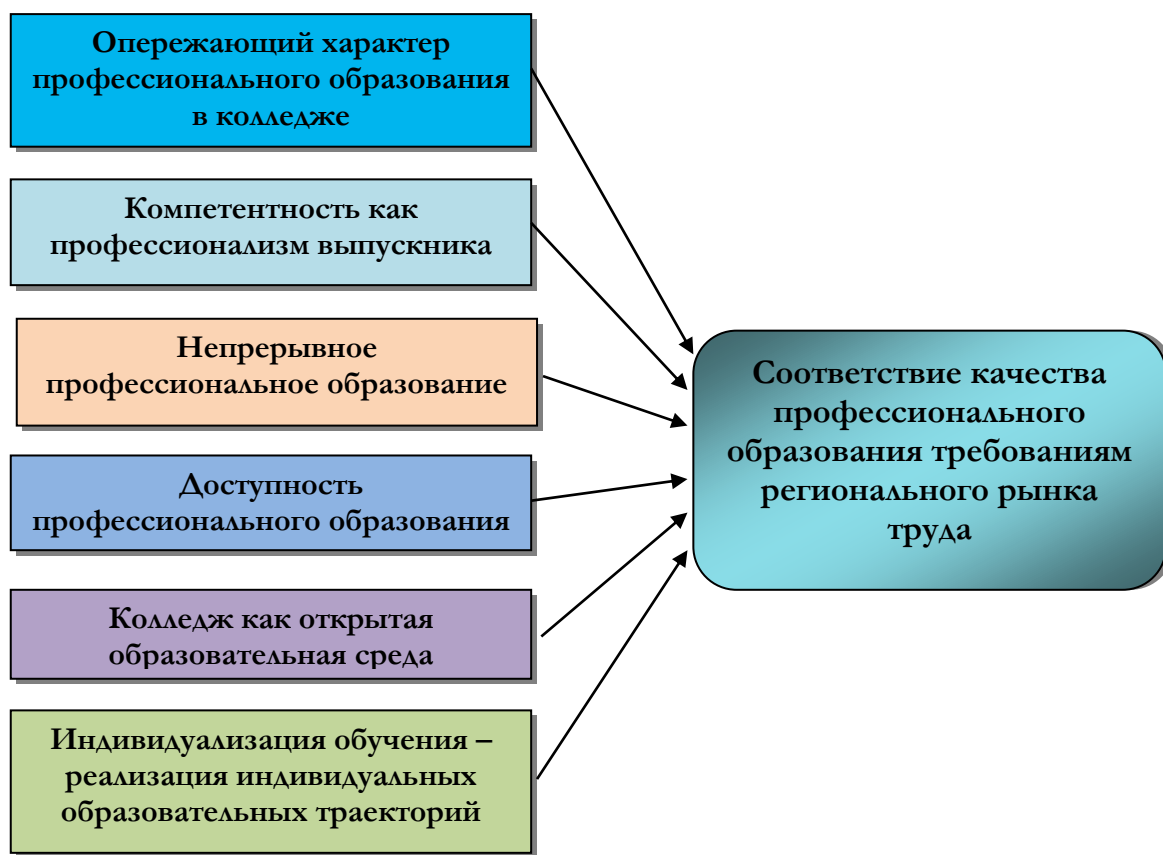 Опережающий характер
профессионального образования
в колледже
Компетентность как
профессионализм выпускника
Непрерывное
профессиональное образование
Доступность
профессионального образования
Колледж как открытая
образовательная среда
Индивидуализация обучения –
реализация индивидуальных
образовательных траекторий
Соответствие качества
профессионального
образования требованиям
регионального рынка
труда